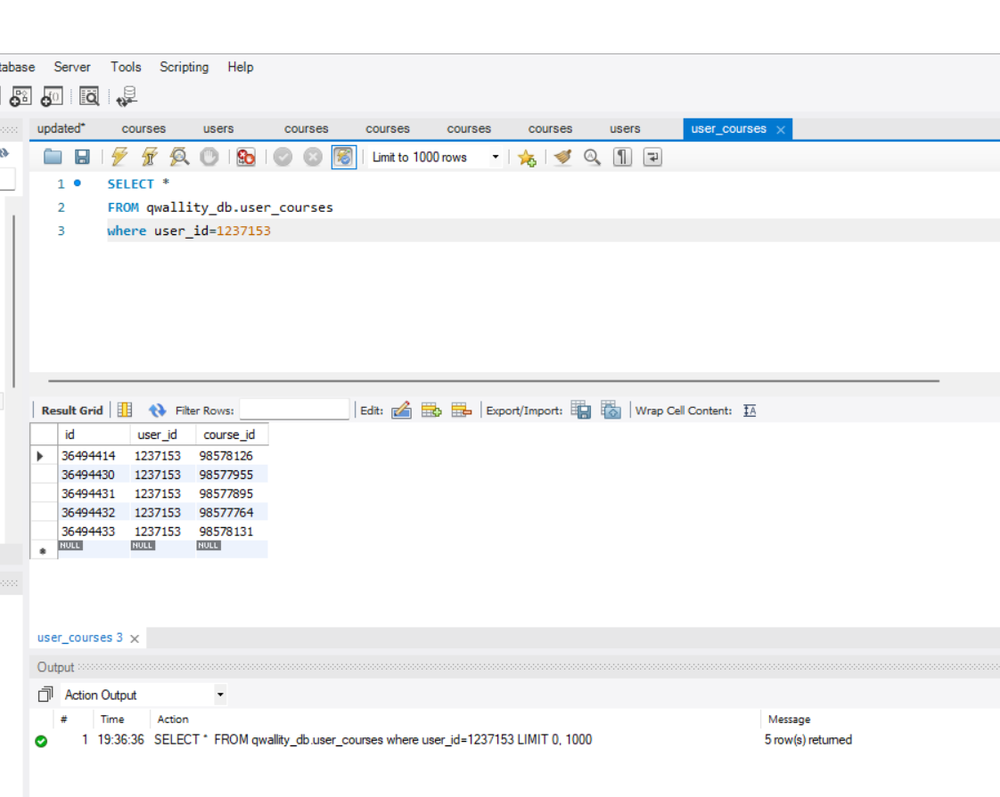 tabase Server Tools Scripting Help
updated* courses users courses courses courses courses users user_courses
Limit to 1000 rows
1 SELECT *
2 FROM qwallity_db.user_courses
3 where user_id=1237153
Result Grid Filter Rows: Edit: Export/Import: Wrap Cell Content:
id user_id course_id
36494414 1237153 98578126
36494430 1237153 98577955
36494431 1237153 98577895
36494432 1237153 98577764
36494433 1237153 98578131
NULL NULL NULL
user_courses 3
Output
Action Output
# Time Action Message
1 19:36:36 SELECT * FROM qwallity_db.user_courses where user_id=1237153 LIMIT 0, 1000 5 row(s) returned